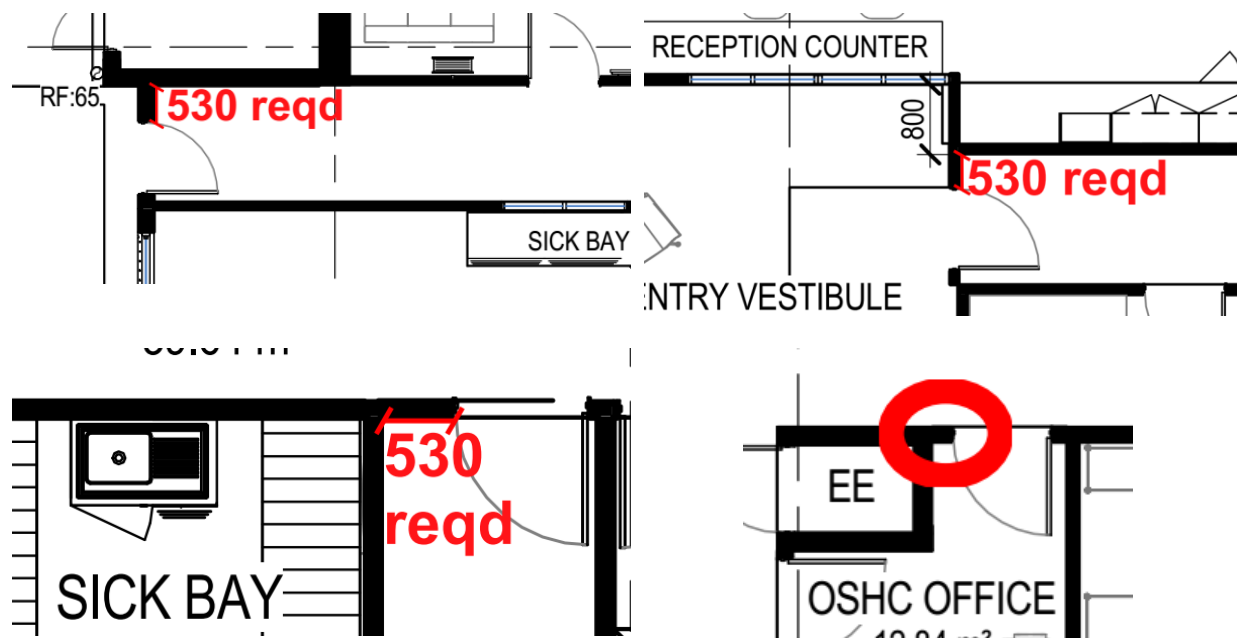 RF:65
530 reqd
SICK BAY
RECEPTION COUNTER
800
530 reqd
ENTRY VESTIBULE
530
reqd
SICK BAY
EE
OSHC OFFICE